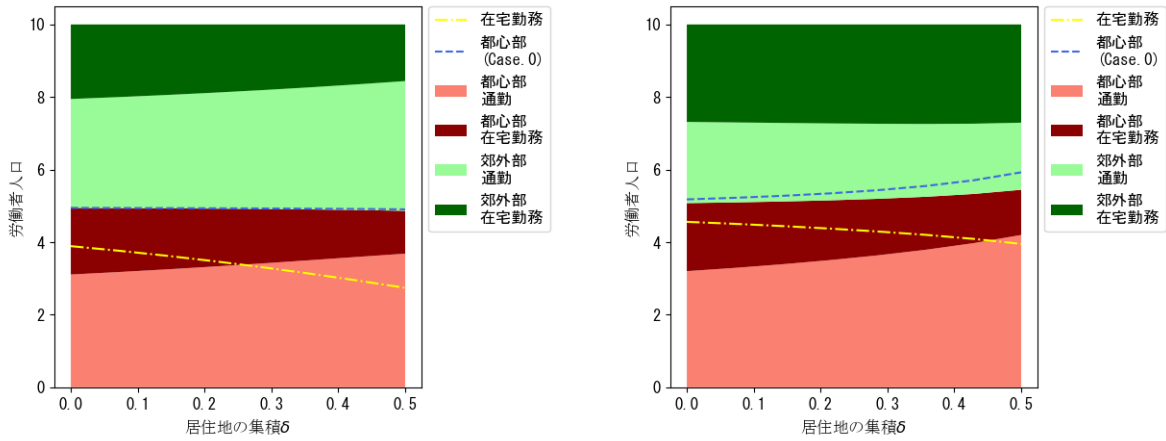 10
8
6
4
2
0
労働者人口
0.0
0.1
0.2
0.3
0.4
0.5
居住地の集積δ
在宅勤務
都心部
(Case.0)
都心部
通勤
都心部
在宅勤務
郊外部
通勤
郊外部
在宅勤務
10
8
6
4
2
0
労働者人口
0.0
0.1
0.2
0.3
0.4
0.5
居住地の集積δ
在宅勤務
都心部
(Case.0)
都心部
通勤
都心部
在宅勤務
郊外部
通勤
郊外部
在宅勤務